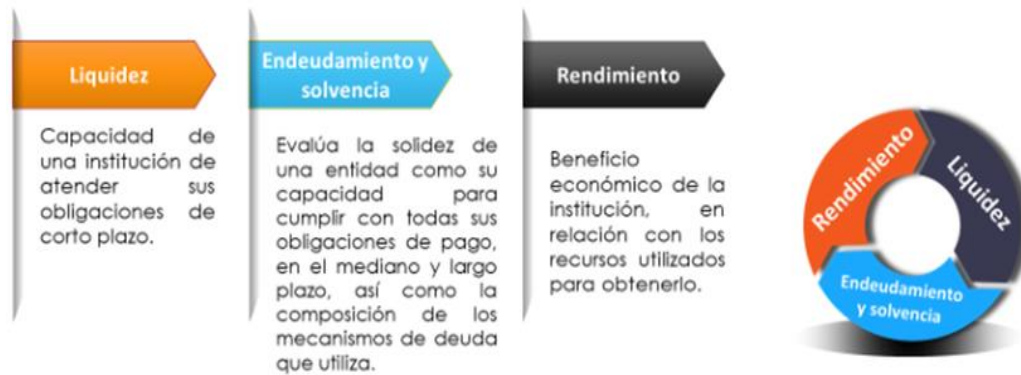 Liquidez
Capacidad de
una institución de
atender sus
obligaciones de
corto plazo.
Endeudamiento y
solvencia
Evalúa la solidez de
una entidad como su
capacidad para
cumplir con todas sus
obligaciones de pago,
en el mediano y largo
plazo, así como la
composición de los
mecanismos de deuda
que utiliza.
Rendimiento
Beneficio
económico de la
institución, en
relación con los
recursos utilizados
para obtenerlo.
Rendimiento
Liquidez
Endeudamiento
y solvencia